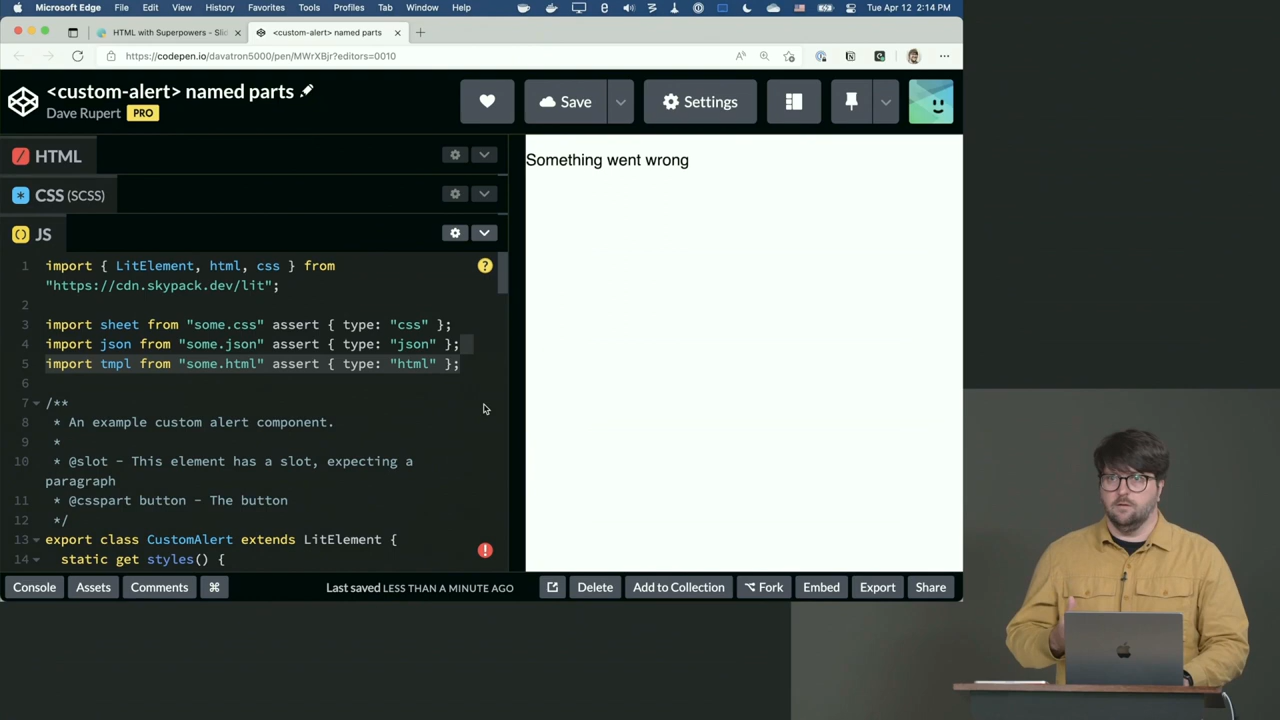 Microsoft Edge File Edit View History Favorites Tools Profiles Tab Window Help Tue Apr 12 2:14 PM
HTML with Superpowers - Sli
<custom-alert> named parts
https://codepen.io/davatron5000/pen/MWrXBjr?editors=0010
<custom-alert> named parts
Dave Rupert PRO
Save
Settings
HTML
CSS (SCSS)
JS
Something went wrong
1 import { LitElement, html, css } from
"https://cdn.skypack.dev/lit";
2
3 import sheet from "some.css" assert { type: "css" };
4 import json from "some.json" assert { type: "json" };
5 import tmpl from "some.html" assert { type: "html" };
6
7 /**
8 * An example custom alert component.
9 *
10 * @slot - This element has a slot, expecting a
paragraph
11 * @csspart button - The button
12 */
13 export class CustomAlert extends LitElement {
14 static get styles() {
Console Assets Comments ⌘ Last saved LESS THAN A MINUTE AGO Delete Add to Collection Fork Embed Export Share